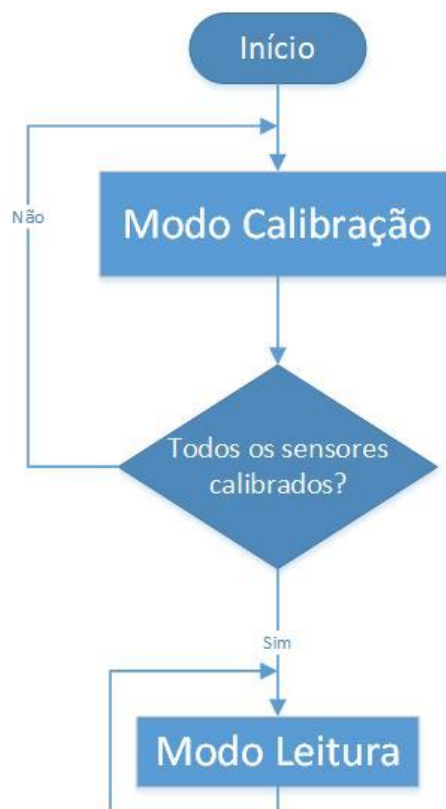 Início
Não
Modo Calibração
Todos os sensores
calibrados?
Sim
Modo Leitura